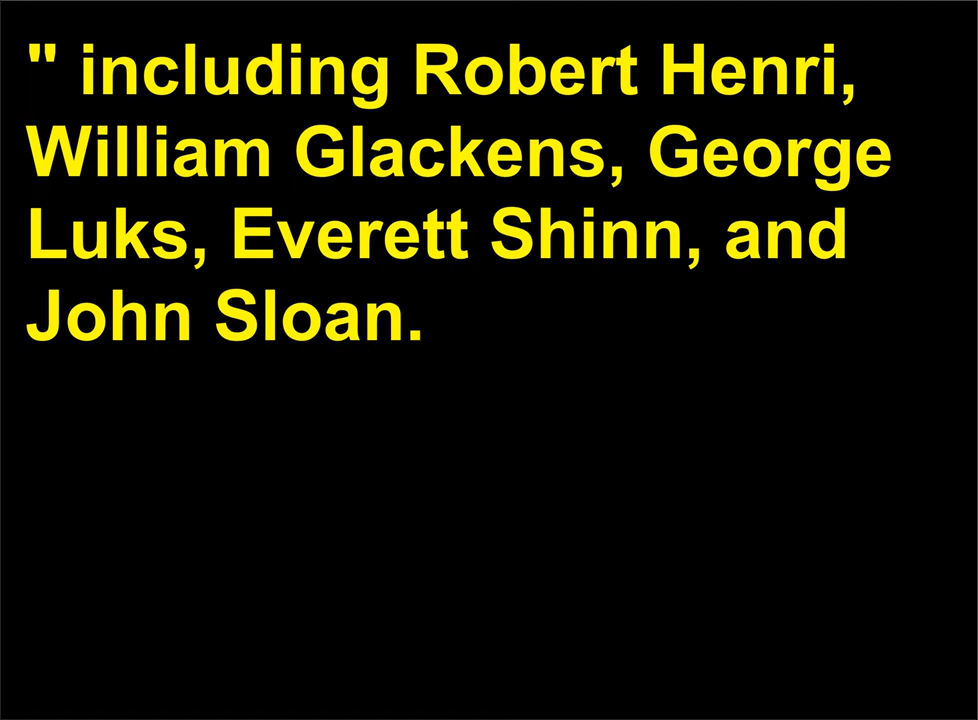 " including Robert Henri,
William Glackens, George
Luks, Everett Shinn, and
John Sloan.